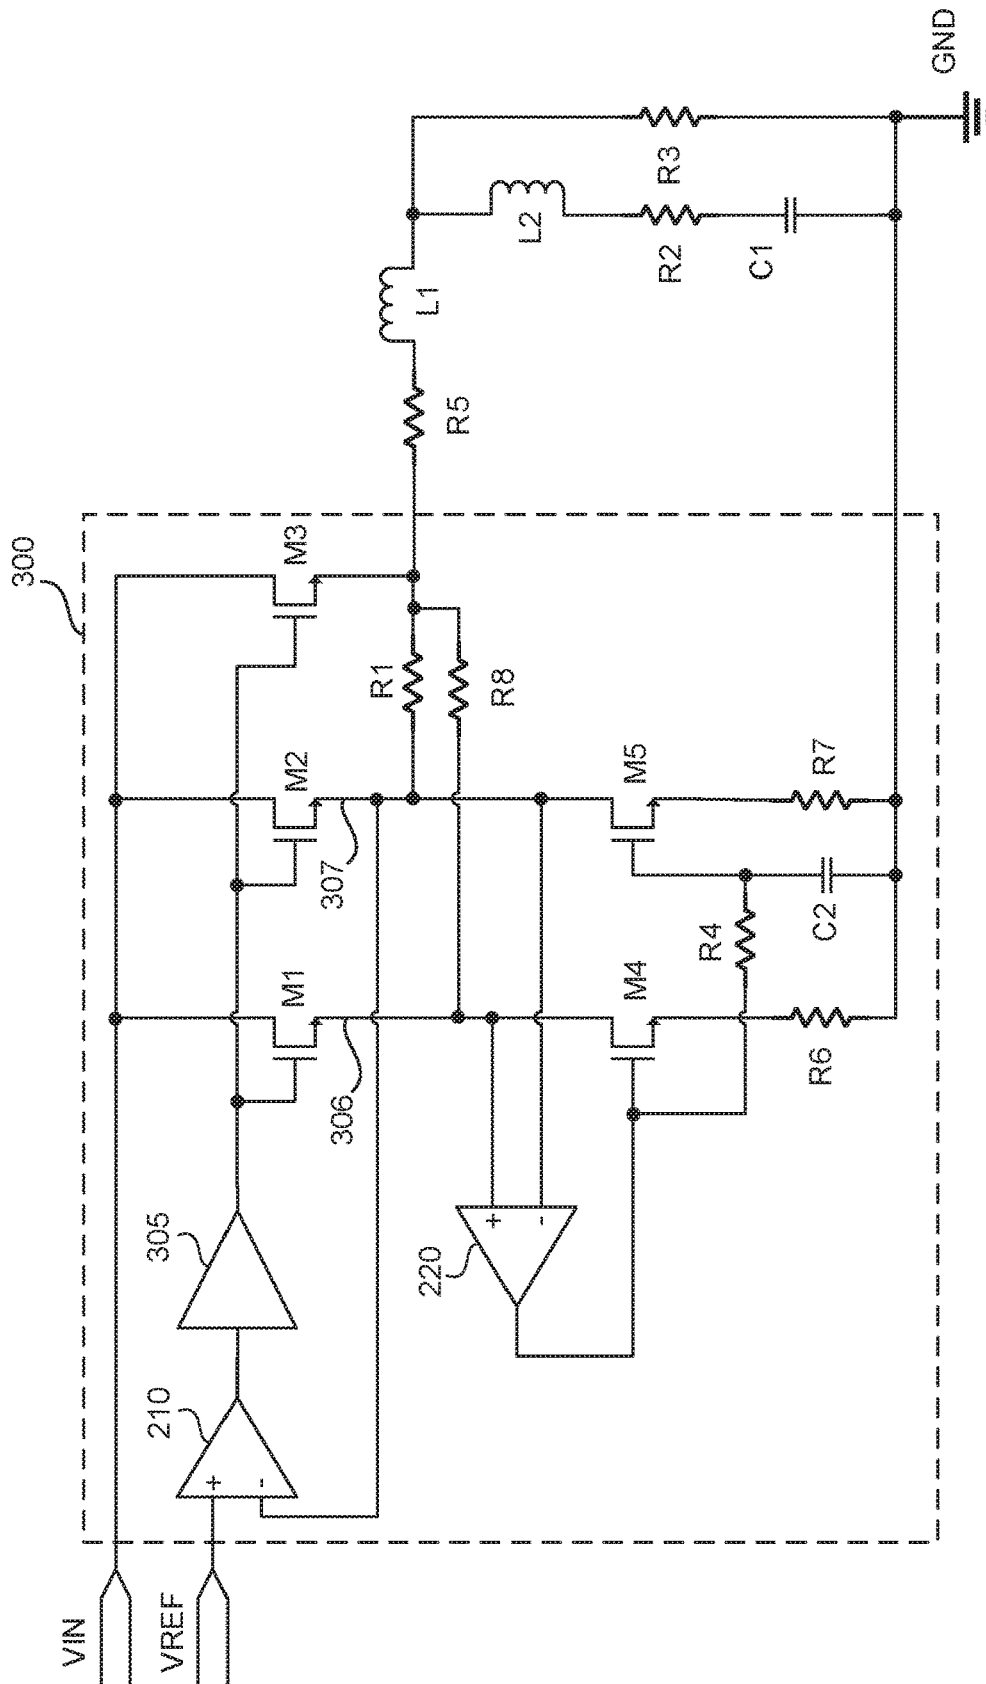 300
VIN
VREF
210
+
-
305
M1
M2
M3
306
307
R1
R8
R5
L1
L2
R3
R2
C1
GND
220
+
-
M4
M5
R4
C2
R6
R7